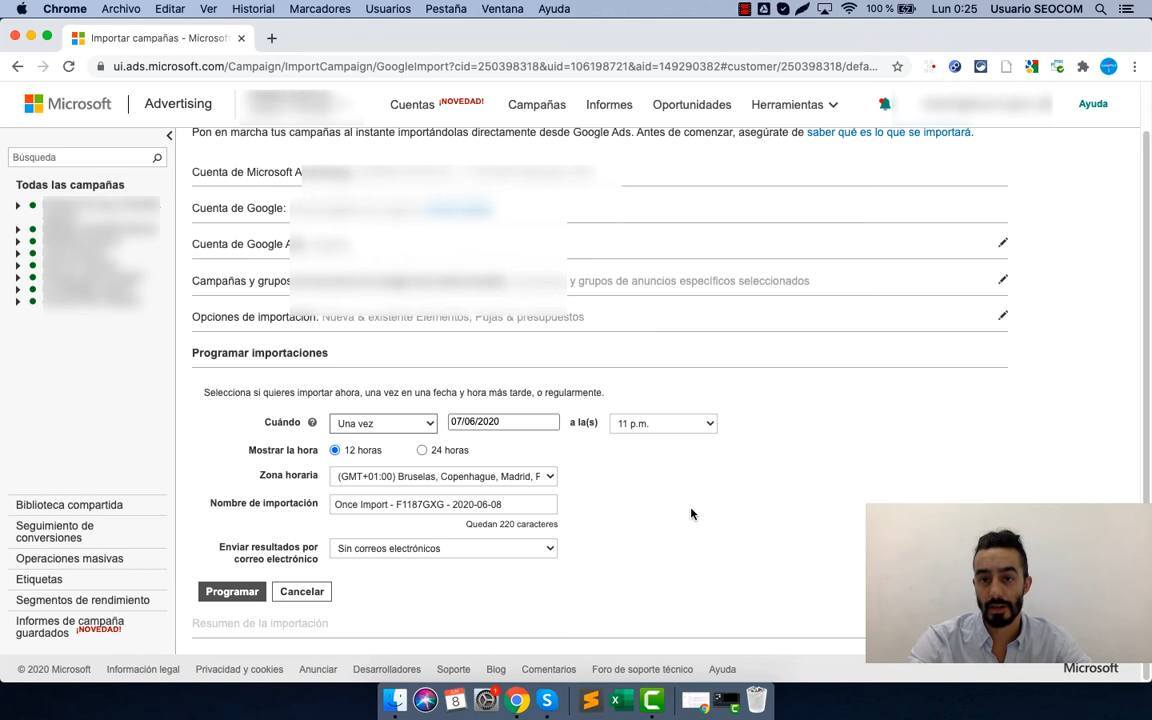 Chrome Archivo Editar Ver Historial Marcadores Usuarios Pestaña Ventana Ayuda 100 % Lun 0:25 Usuario SEOCOM
Importar campañas - Microsof
ui.ads.microsoft.com/Campaign/ImportCampaign/GoogleImport?cid=250398318&uid=106198721&aid=149290382#customer/250398318/defa...
Microsoft Advertising Cuentas ¡NOVEDAD! Campañas Informes Oportunidades Herramientas Ayuda
Pon en marcha tus campañas al instante importándolas directamente desde Google Ads. Antes de comenzar, asegúrate de saber qué es lo que se importará.
Búsqueda
Todas las campañas
Cuenta de Microsoft A
Cuenta de Google:
Cuenta de Google A
Campañas y grupos y grupos de anuncios específicos seleccionados
Opciones de importación: Nueva & existente Elementos, Pujas & presupuestos
Programar importaciones
Selecciona si quieres importar ahora, una vez en una fecha y hora más tarde, o regularmente.
Cuándo Una vez 07/06/2020 a la(s) 11 p.m.
Mostrar la hora 12 horas 24 horas
Zona horaria (GMT+01:00) Bruselas, Copenhague, Madrid, F
Nombre de importación Once Import - F1187GXG - 2020-06-08
Quedan 220 caracteres
Enviar resultados por
correo electrónico Sin correos electrónicos
Programar Cancelar
Resumen de la importación
Biblioteca compartida
Seguimiento de
conversiones
Operaciones masivas
Etiquetas
Segmentos de rendimiento
Informes de campaña
guardados ¡NOVEDAD!
© 2020 Microsoft Información legal Privacidad y cookies Anunciar Desarrolladores Soporte Blog Comentarios Foro de soporte técnico Ayuda Microsoft
8 1